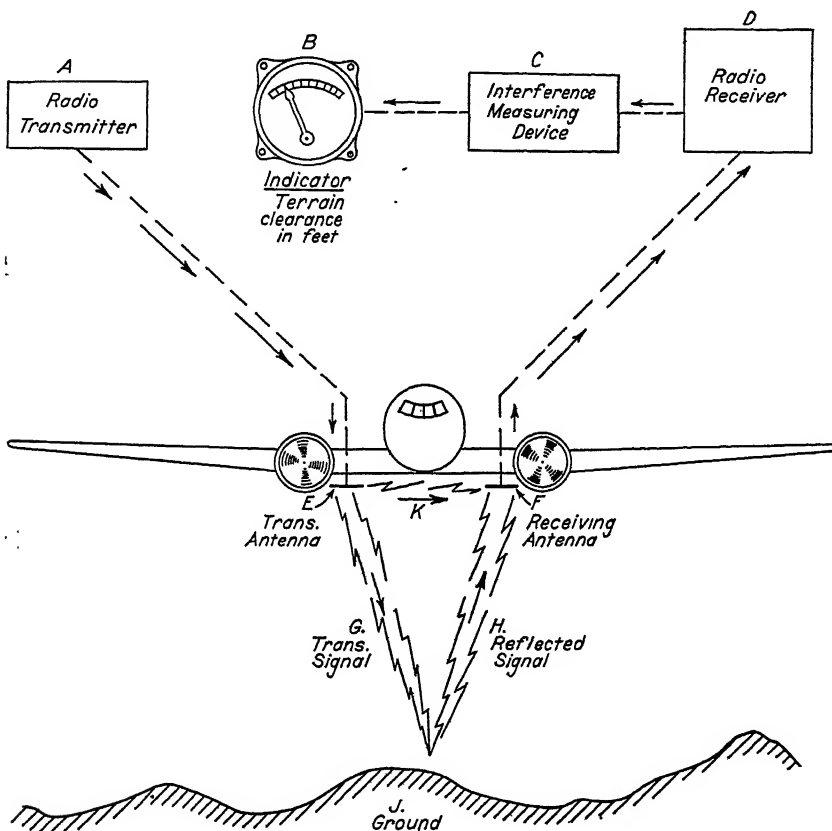 A
Radio
Transmitter
B
Indicator
Terrain
clearance
in feet
C
Interference
Measuring
Device
D
Radio
Receiver
E
Trans.
Antenna
K
F
Receiving
Antenna
G.
Trans.
Signal
H.
Reflected
Signal
J.
Ground